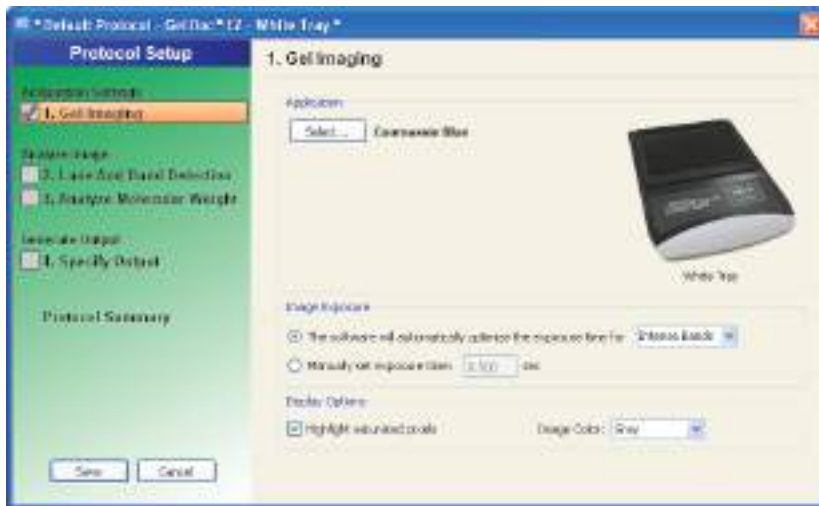 * Default Protocol - Gel Doc™ EZ - White Tray *
Protocol Setup
Acquisition Settings
1. Gel Imaging
Analyze Image
2. Lane And Band Detection
3. Analyze Molecular Weight
Generate Output
4. Specify Output
Protocol Summary
Save
Cancel
1. Gel Imaging
Application
Select...
Coomassie Blue
White Tray
Image Exposure
The software will automatically optimize the exposure time for
Intense Bands
Manually set exposure time:
sec
Display Options
Highlight saturated pixels
Image Color:
Gray